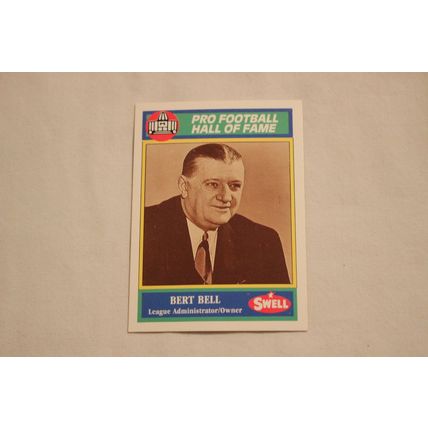 PRO FOOTBALL
HALL OF FAME
BERT BELL
League Administrator/Owner
SWELL